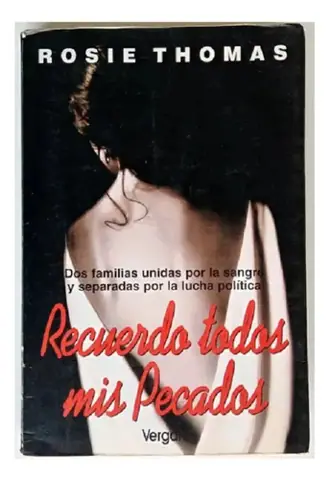 ROSIE THOMAS
Dos familias unidas por la sangre
y separadas por la lucha política
Recuerdo todos
mis Pecados